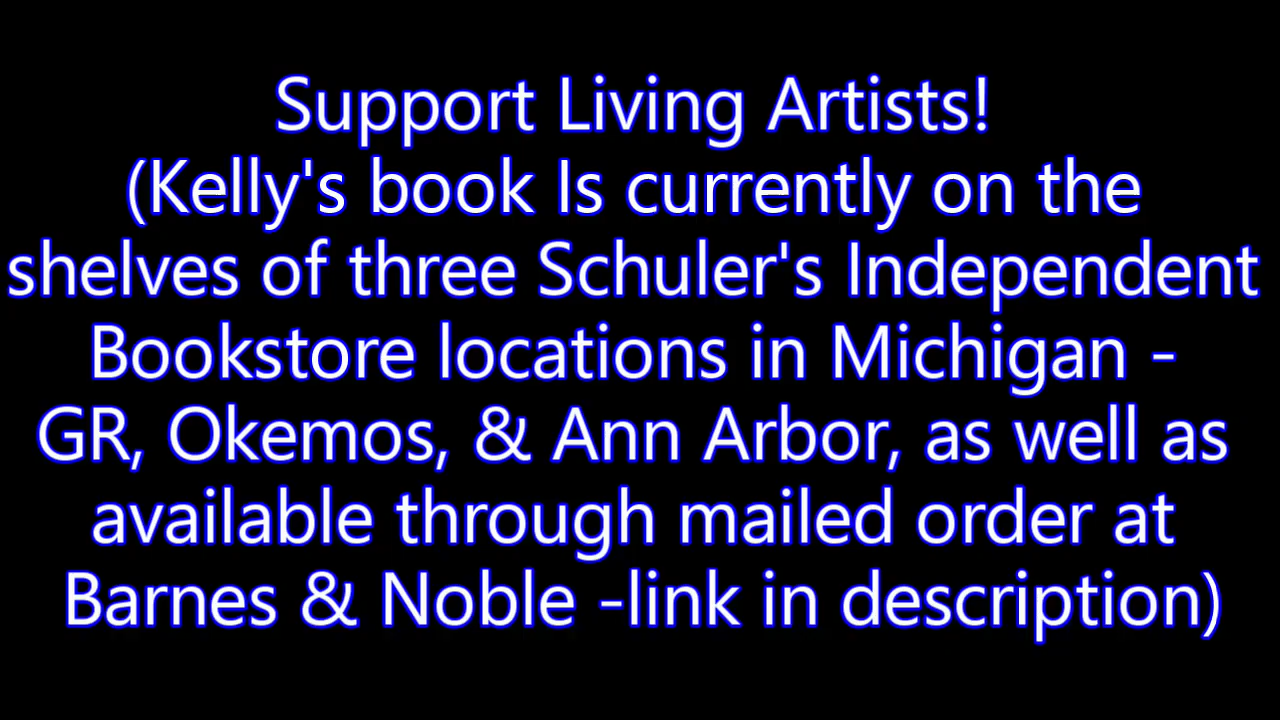 Support Living Artists!
(Kelly's book Is currently on the
shelves of three Schuler's Independent
Bookstore locations in Michigan -
GR, Okemos, & Ann Arbor, as well as
available through mailed order at
Barnes & Noble -link in description)